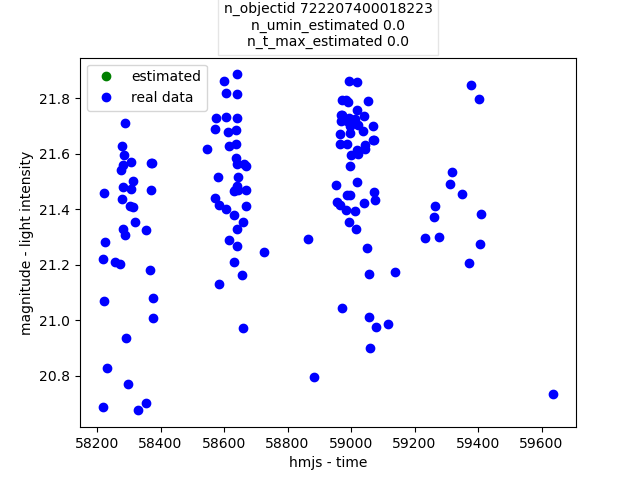 n_objectid 722207400018223
n_umin_estimated 0.0
n_t_max_estimated 0.0
estimated
real data
21.8
21.6
21.4
21.2
21.0
20.8
magnitude - light intensity
58200 58400 58600 58800 59000 59200 59400 59600
hmjs - time